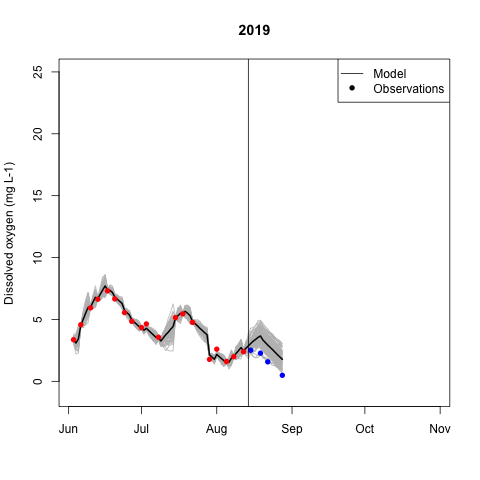 2019
Model
Observations
Dissolved oxygen (mg L-1)
25
20
15
10
5
0
Jun Jul Aug Sep Oct Nov